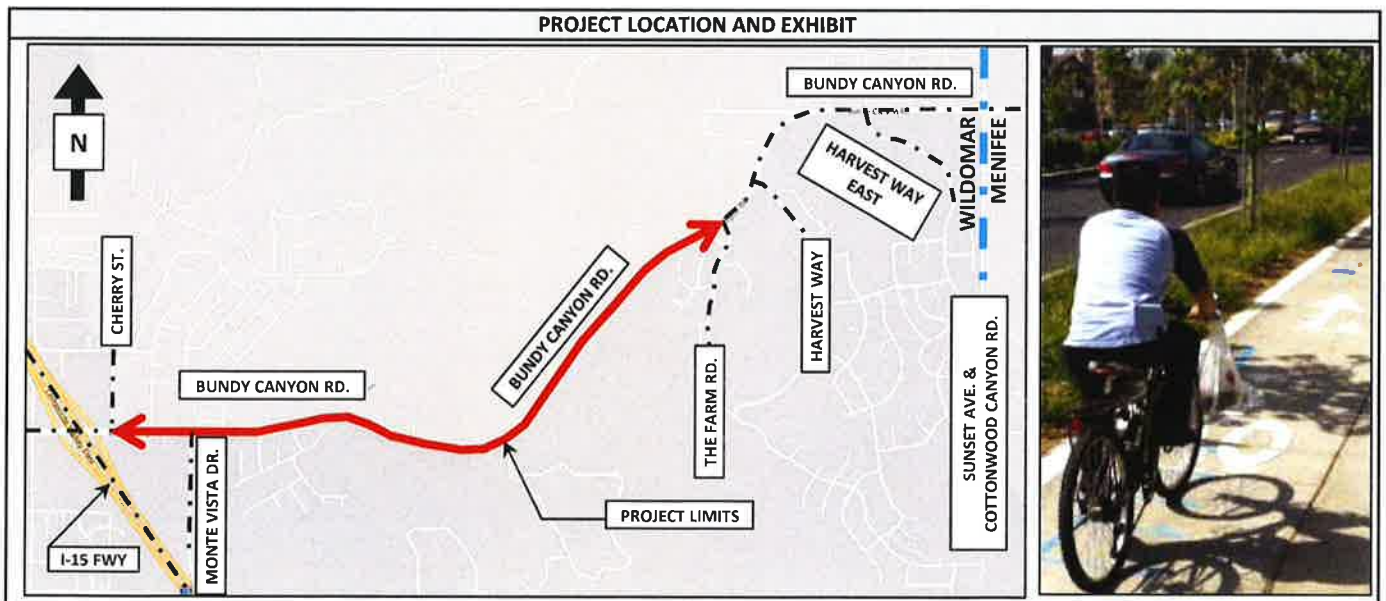 PROJECT LOCATION AND EXHIBIT
BUNDY CANYON RD.
N
WILDOMAR
MENIFEE
HARVEST WAY
EAST
CHERRY ST.
BUNDY CANYON RD.
HARVEST WAY
BUNDY CANYON RD.
THE FARM RD.
SUNSET AVE. &
COTTONWOOD CANYON RD.
MONTE VISTA DR.
PROJECT LIMITS
I-15 FWY